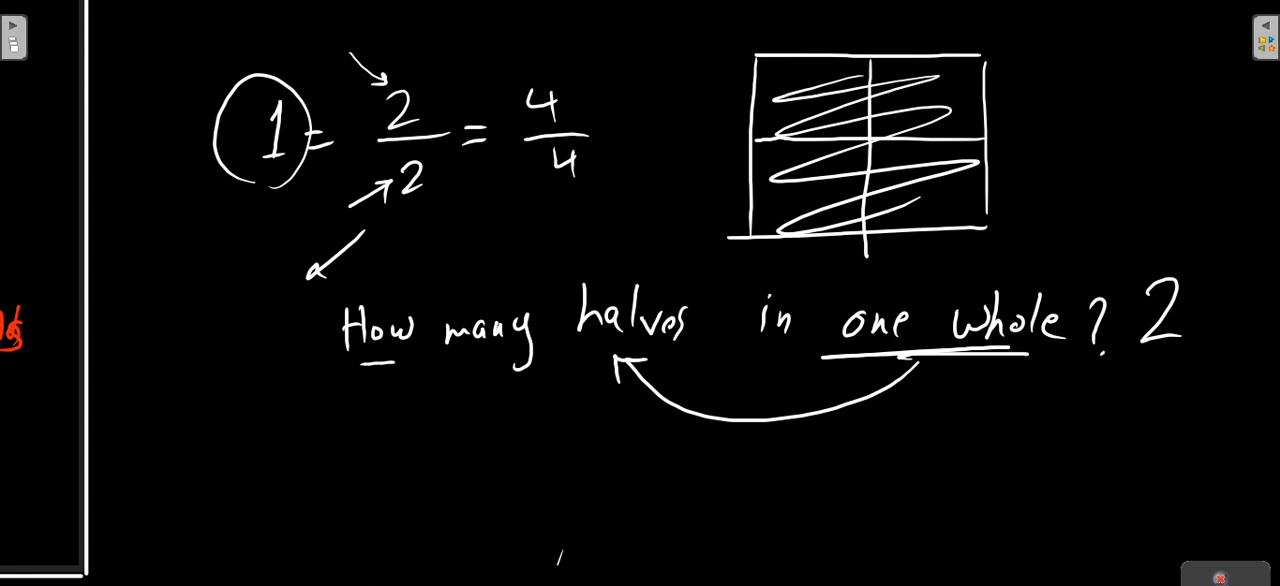 1 = 2/2 = 4/4
How many halves in one whole? 2